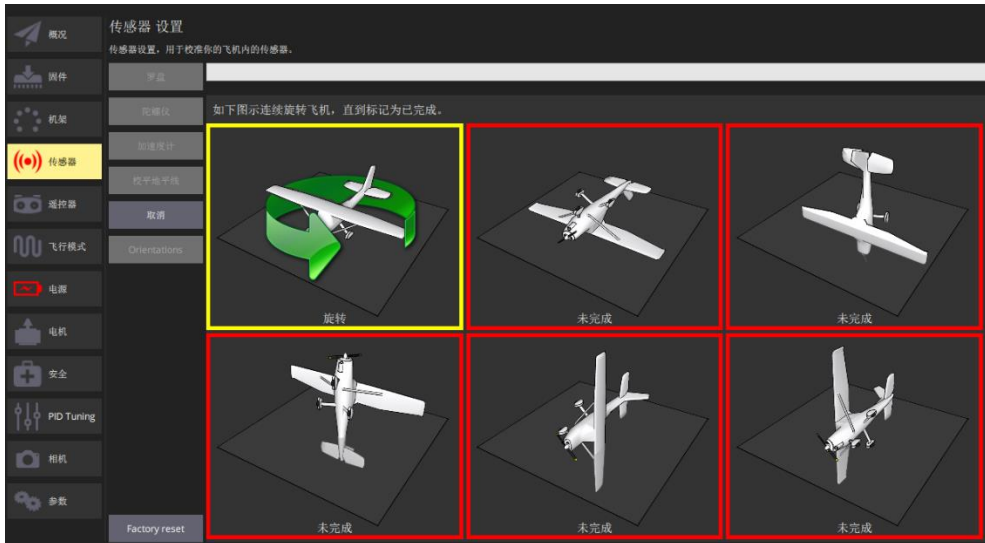 传感器 设置
传感器设置，用于校准你的飞机内的传感器。
概况
固件
机架
传感器
遥控器
飞行模式
电源
电机
安全
PID Tuning
相机
参数
罗盘
陀螺仪
加速度计
校平地平线
取消
Orientations
Factory reset
如下图示连续旋转飞机，直到标记为已完成。
旋转
未完成
未完成
未完成
未完成
未完成